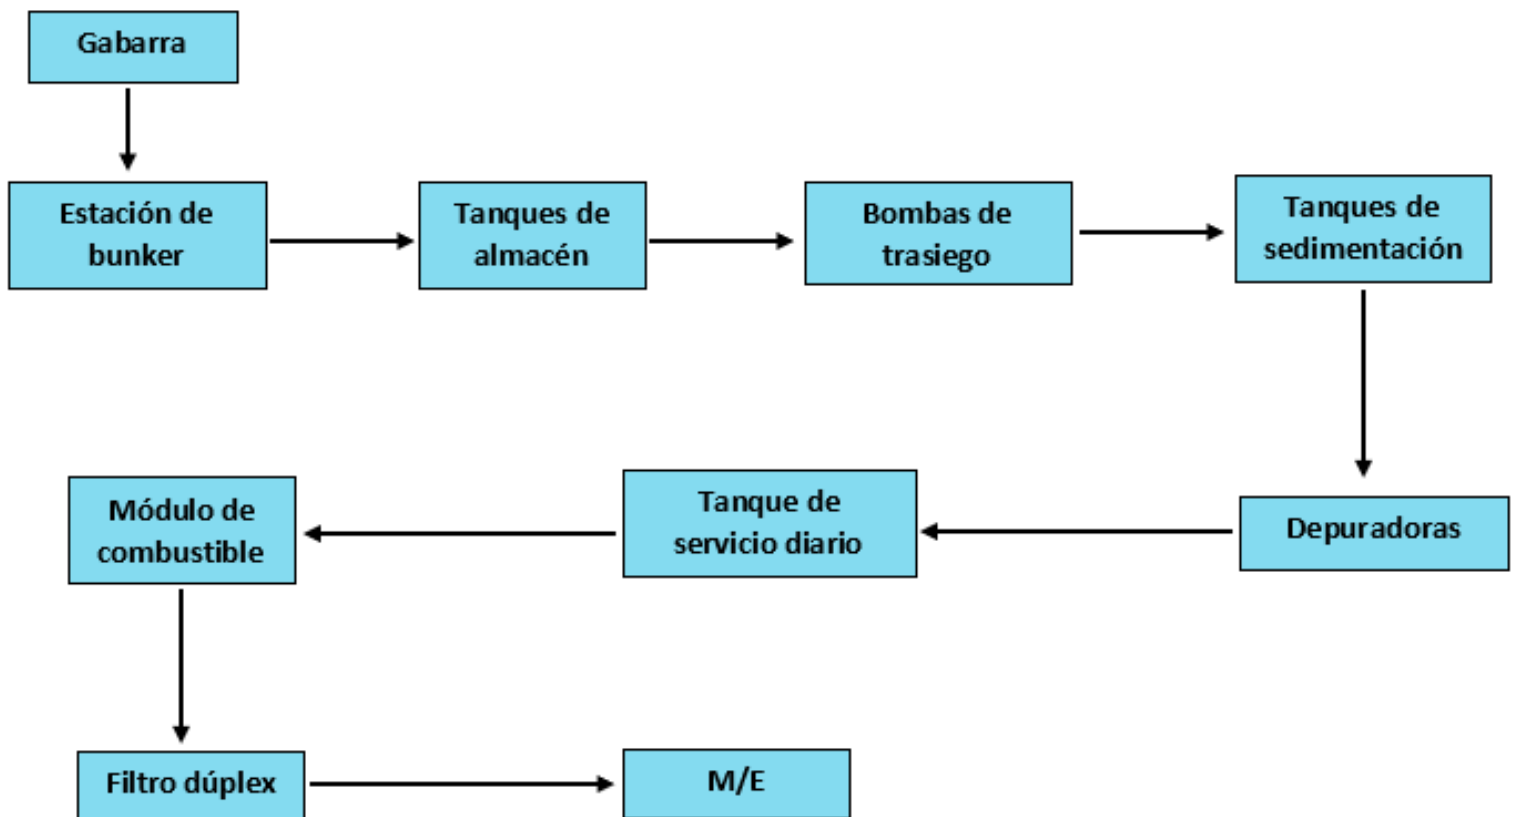 Gabarra
Estación de
bunker
Tanques de
almacén
Bombas de
trasiego
Tanques de
sedimentación
Módulo de
combustible
Tanque de
servicio diario
Depuradoras
Filtro dúplex
M/E